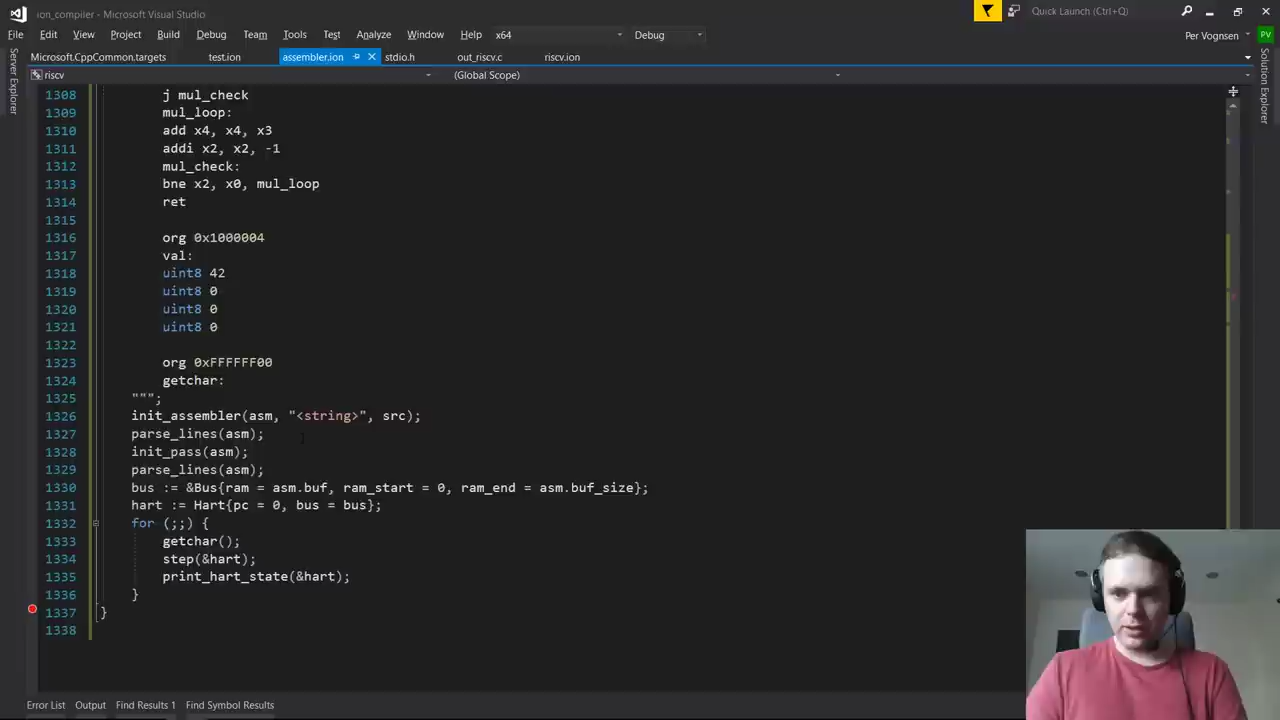 ion_compiler - Microsoft Visual Studio
Quick Launch (Ctrl+Q)
File Edit View Project Build Debug Team Tools Test Analyze Window Help x64 Debug
Per Vognsen PV
Microsoft.CppCommon.targets test.ion assembler.ion stdio.h out_riscv.c riscv.ion
riscv (Global Scope)
Server Explorer
Solution Explorer
1308 j mul_check
1309 mul_loop:
1310 add x4, x4, x3
1311 addi x2, x2, -1
1312 mul_check:
1313 bne x2, x0, mul_loop
1314 ret
1315
1316 org 0x1000004
1317 val:
1318 uint8 42
1319 uint8 0
1320 uint8 0
1321 uint8 0
1322
1323 org 0xFFFFFF00
1324 getchar:
1325 """;
1326 init_assembler(asm, "<string>", src);
1327 parse_lines(asm);
1328 init_pass(asm);
1329 parse_lines(asm);
1330 bus := &Bus{ram = asm.buf, ram_start = 0, ram_end = asm.buf_size};
1331 hart := Hart{pc = 0, bus = bus};
1332 for (;;) {
1333 getchar();
1334 step(&hart);
1335 print_hart_state(&hart);
1336 }
1337 }
1338
Error List Output Find Results 1 Find Symbol Results